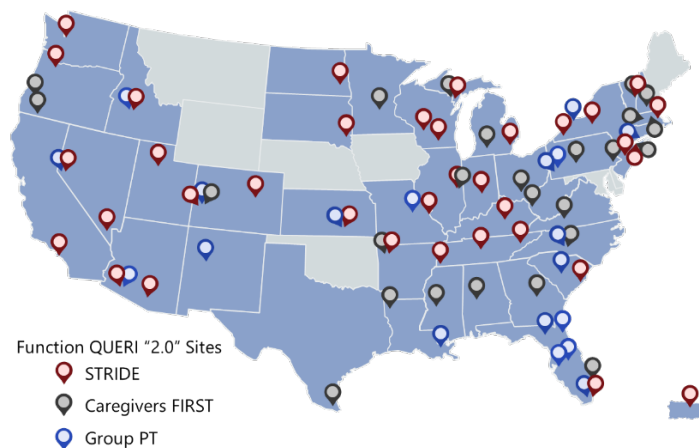 Function QUERI “2.0” Sites
STRIDE
Caregivers FIRST
Group PT